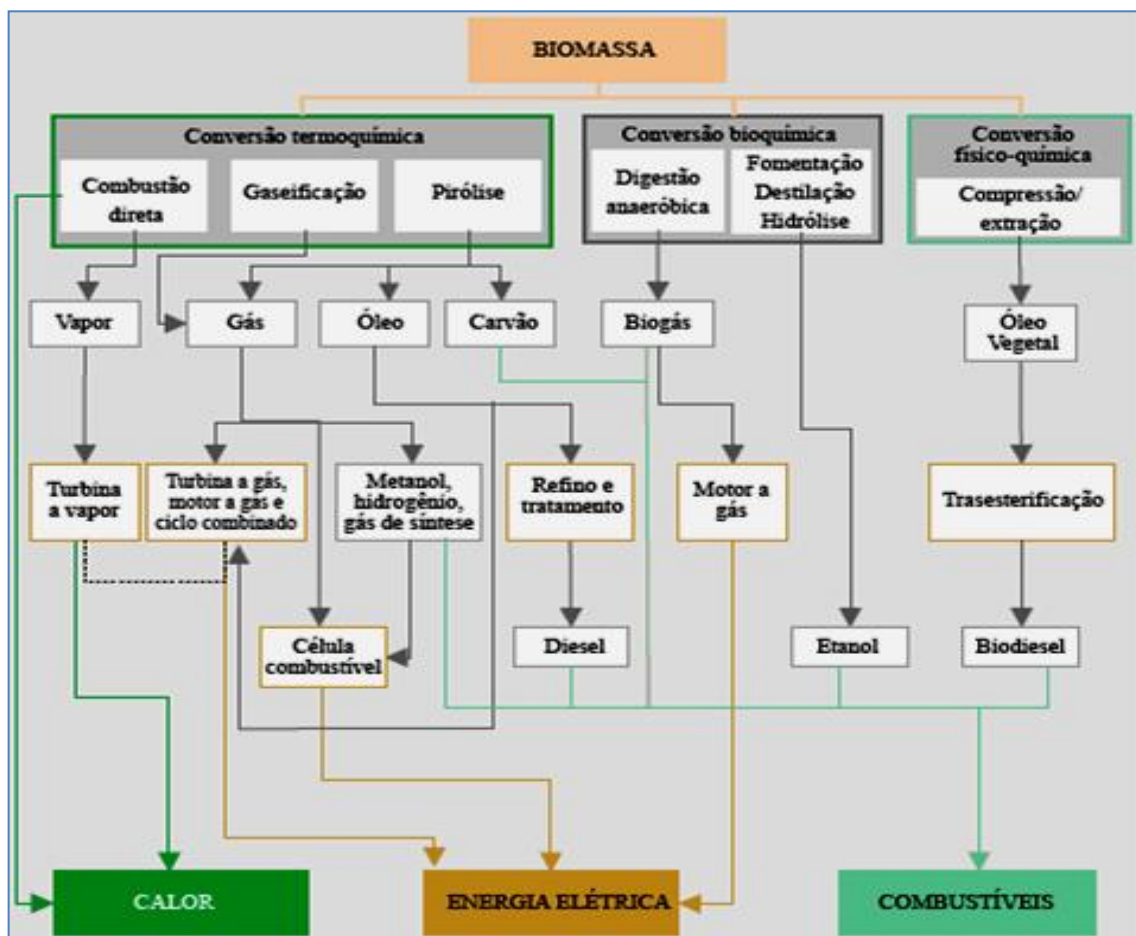 BIOMASSA
Conversão termoquímica
Combustão
direta
Gaseificação
Pirólise
Conversão bioquímica
Digestão
anaeróbica
Fomentação
Destilação
Hidrólise
Conversão
físico-química
Compressão/
extração
Vapor
Gás
Óleo
Carvão
Biogás
Óleo
Vegetal
Turbina
a vapor
Turbina a gás,
motor a gás e
ciclo combinado
Metanol,
hidrogênio,
gás de síntese
Refino e
tratamento
Motor a
gás
Trasesterificação
Célula
combustível
Diesel
Etanol
Biodiesel
CALOR
ENERGIA ELÉTRICA
COMBUSTÍVEIS